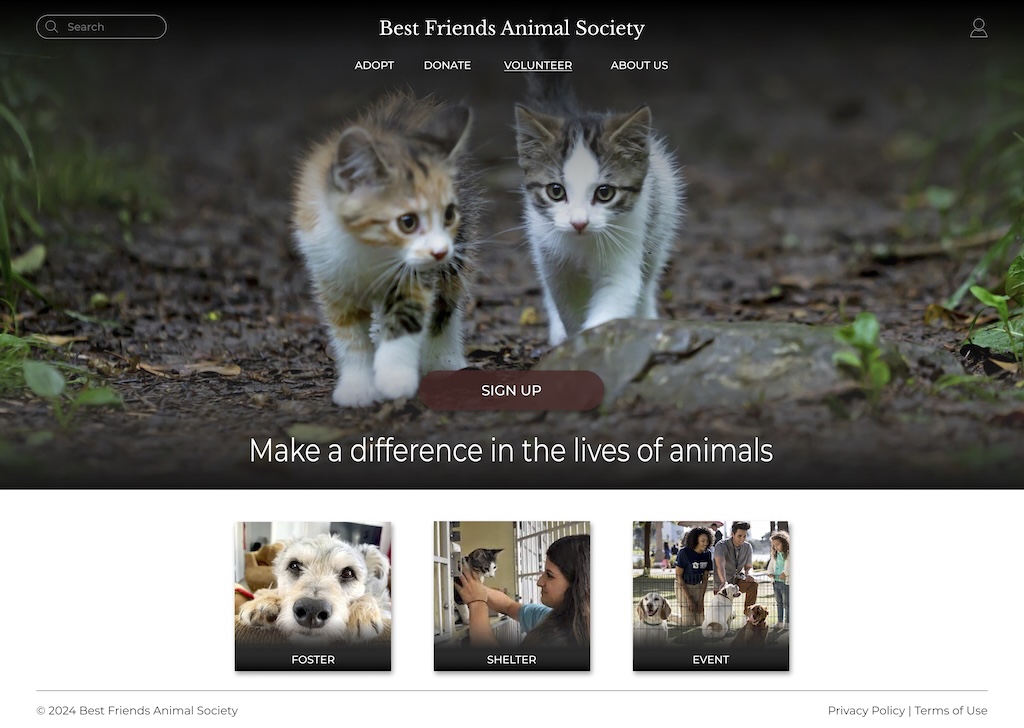 Search
Best Friends Animal Society
ADOPT DONATE VOLUNTEER ABOUT US
SIGN UP
Make a difference in the lives of animals
FOSTER SHELTER EVENT
© 2024 Best Friends Animal Society Privacy Policy | Terms of Use